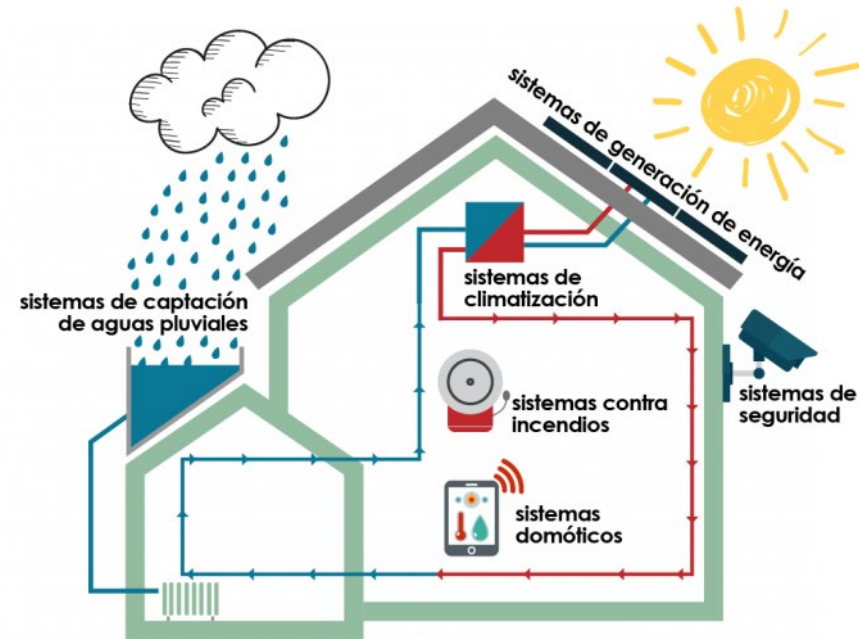 sistemas de generación de energía
sistemas de captación
de aguas pluviales
sistemas de
climatización
sistemas de
seguridad
sistemas contra
incendios
sistemas
domóticos